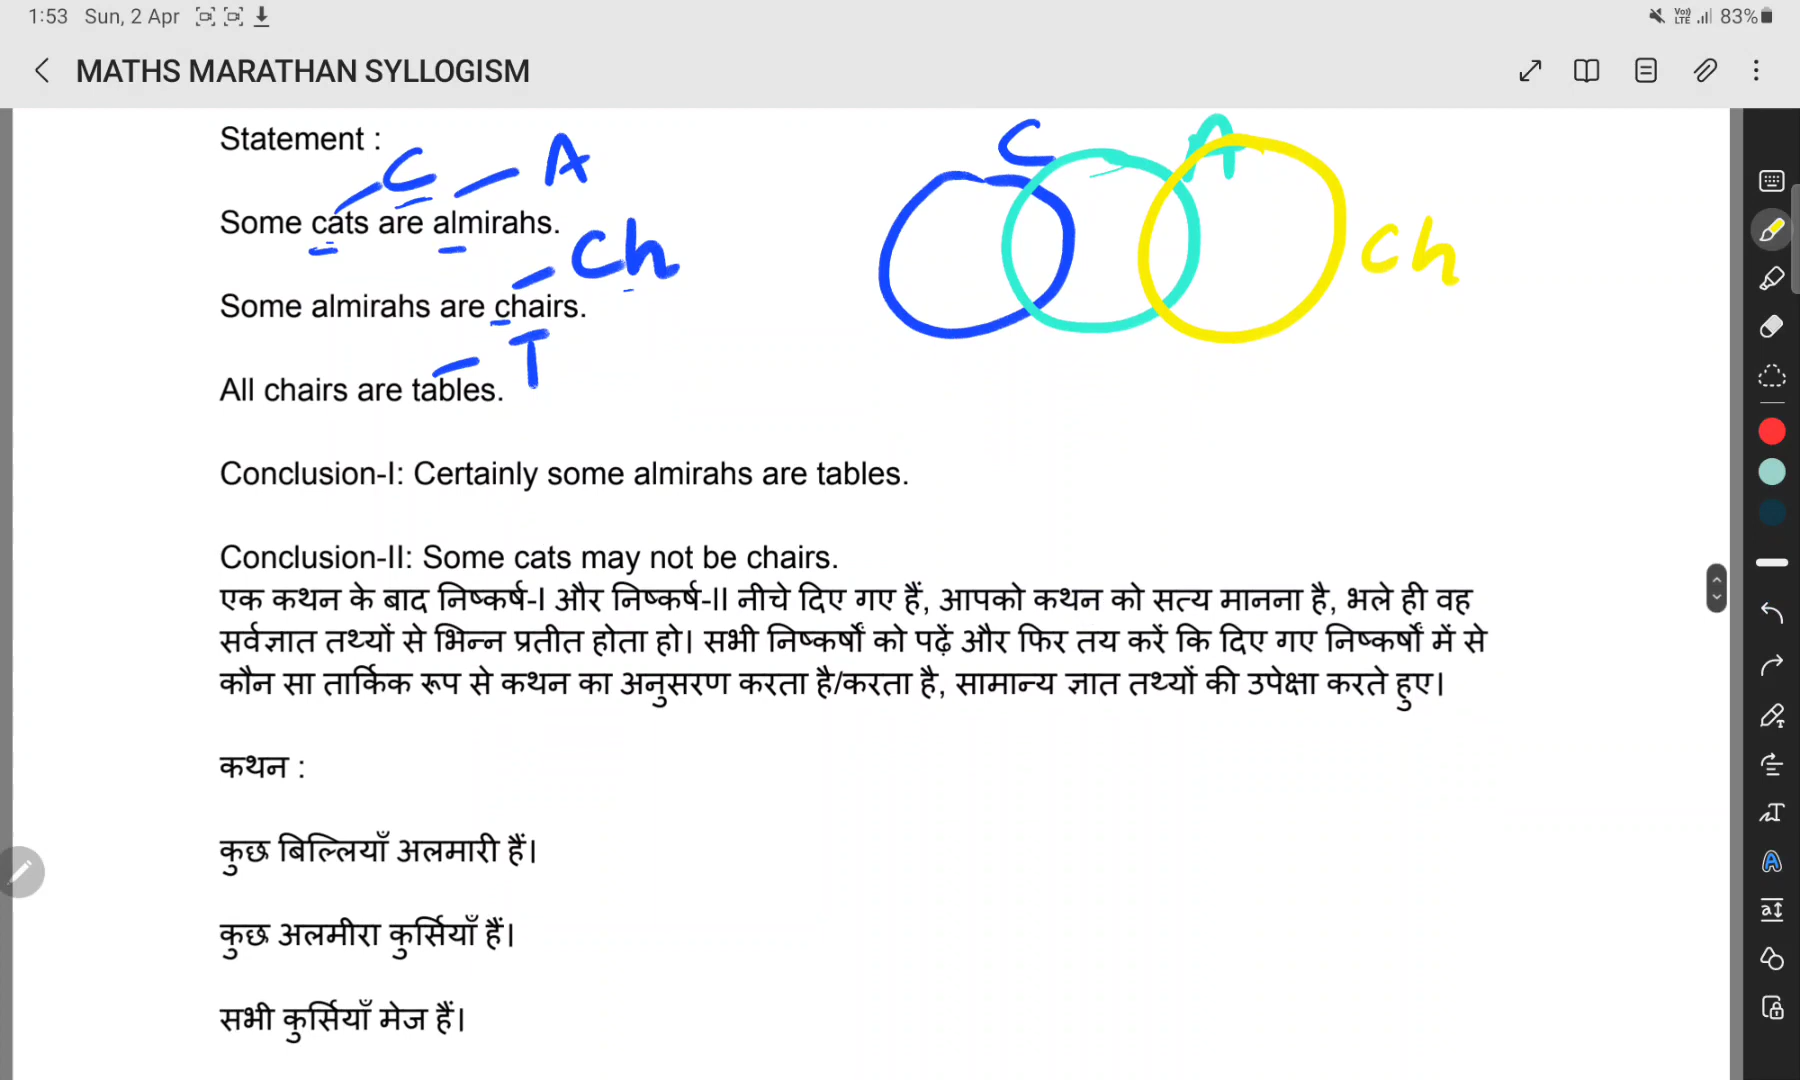 1:53 Sun, 2 Apr
83%
MATHS MARATHAN SYLLOGISM
Statement :
C A
Some cats are almirahs.
Ch
Some almirahs are chairs.
T
All chairs are tables.
C A Ch
Conclusion-I: Certainly some almirahs are tables.
Conclusion-II: Some cats may not be chairs.
एक कथन के बाद निष्कर्ष-I और निष्कर्ष-II नीचे दिए गए हैं, आपको कथन को सत्य मानना है, भले ही वह
सर्वज्ञात तथ्यों से भिन्न प्रतीत होता हो। सभी निष्कर्षों को पढ़ें और फिर तय करें कि दिए गए निष्कर्षों में से
कौन सा तार्किक रूप से कथन का अनुसरण करता है/करता है, सामान्य ज्ञात तथ्यों की उपेक्षा करते हुए।
कथन :
कुछ बिल्लियाँ अलमारी हैं।
कुछ अलमीरा कुर्सियाँ हैं।
सभी कुर्सियाँ मेज हैं।